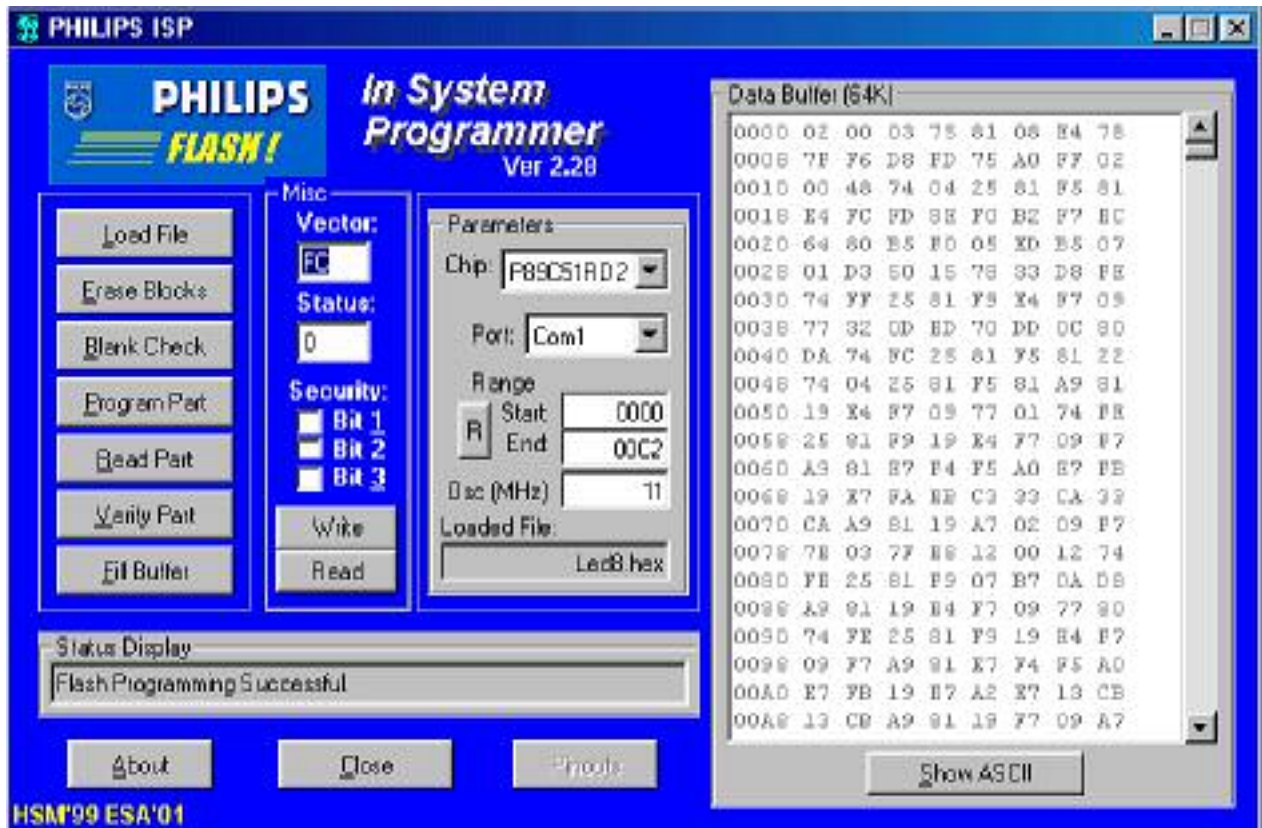 PHILIPS ISP
PHILIPS
FLASH!
In System
Programmer
Ver 2.28
Load File
Erase Blocks
Blank Check
Program Part
Read Part
Verify Part
Fill Buffer
Misc
Vector:
FC
Status:
0
Security:
Bit 1
Bit 2
Bit 3
Write
Read
Parameters
Chip: P89C51RD2
Port: Com1
Range
R
Start 0000
End 00C2
Osc (MHz) 11
Loaded File:
Led8.hex
Status Display
Flash Programming Successful
About
Close
Pinouts
HSM'99 ESA'01
Data Buffer (64K)
0000 02 00 03 75 81 08 E4 78
0008 7F F6 D8 FD 75 A0 FF 02
0010 00 48 74 04 25 81 F5 81
0018 E4 FC FD 8E F0 B2 F7 EC
0020 64 80 B5 F0 05 ED B5 07
0028 01 D3 50 15 78 33 D8 FE
0030 74 FF 25 81 F9 E4 F7 09
0038 77 32 0D ED 70 DD 0C 80
0040 DA 74 FC 25 81 F5 81 22
0048 74 04 25 81 F5 81 A9 81
0050 19 E4 F7 09 77 01 74 FE
0058 25 81 F9 19 E4 F7 09 F7
0060 A9 81 E7 F4 F5 A0 E7 FB
0068 19 E7 FA EB C3 33 CA 33
0070 CA A9 81 19 A7 02 09 F7
0078 7E 03 7F E8 12 00 12 74
0080 FE 25 81 F9 07 B7 0A D8
0088 A9 81 19 E4 F7 09 77 80
0090 74 FE 25 81 F9 19 E4 F7
0098 09 F7 A9 81 E7 F4 F5 A0
00A0 E7 FB 19 E7 A2 E7 13 CB
00A8 13 CB A9 81 19 F7 09 A7
Show ASCII